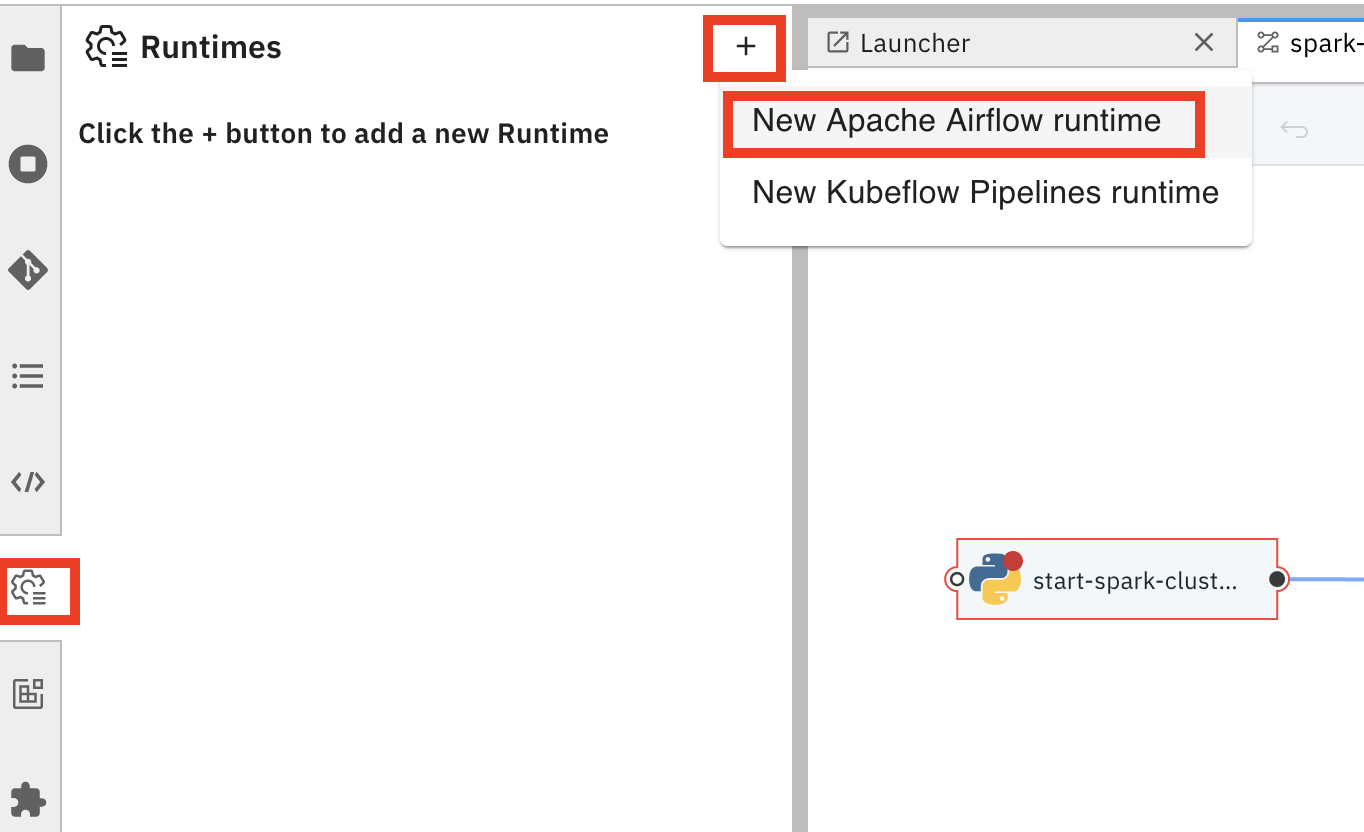 Runtimes
+
Launcher
spark-
Click the + button to add a new Runtime
New Apache Airflow runtime
New Kubeflow Pipelines runtime
start-spark-clust...